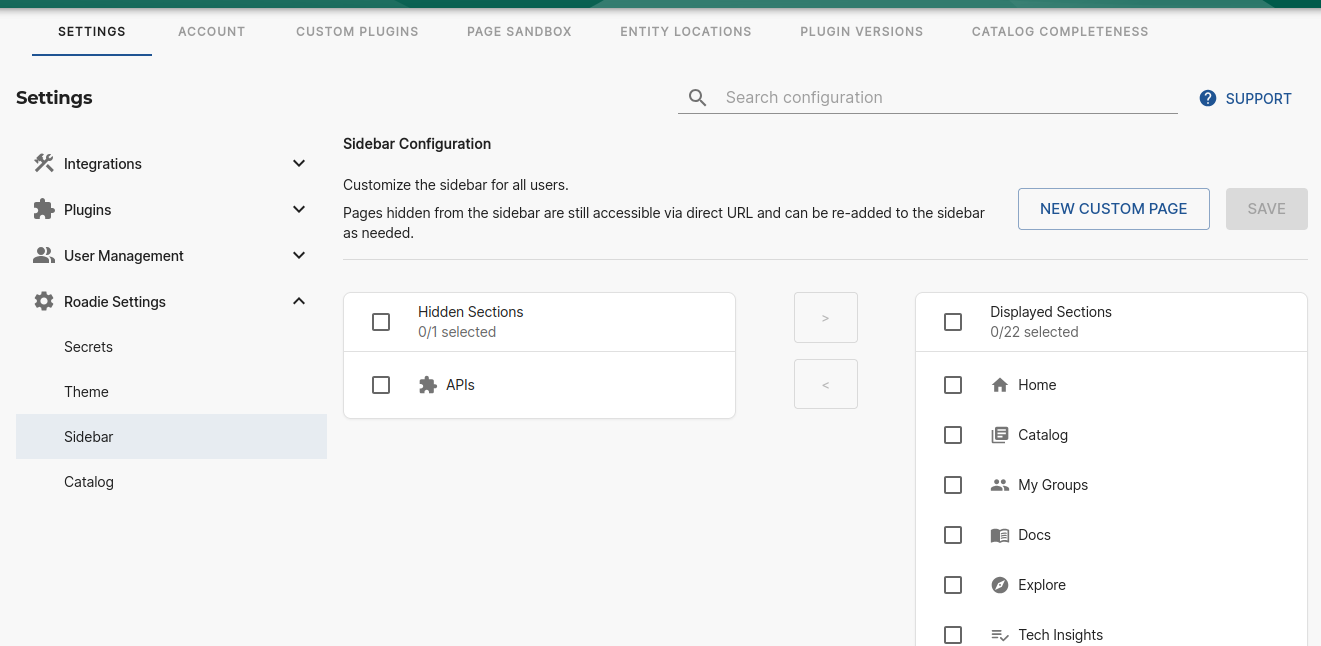 SETTINGS ACCOUNT CUSTOM PLUGINS PAGE SANDBOX ENTITY LOCATIONS PLUGIN VERSIONS CATALOG COMPLETENESS
Settings
Search configuration
SUPPORT
Integrations
Plugins
User Management
Roadie Settings
Secrets
Theme
Sidebar
Catalog
Sidebar Configuration
Customize the sidebar for all users.
Pages hidden from the sidebar are still accessible via direct URL and can be re-added to the sidebar
as needed.
NEW CUSTOM PAGE
SAVE
Hidden Sections
0/1 selected
APIs
>
<
Displayed Sections
0/22 selected
Home
Catalog
My Groups
Docs
Explore
Tech Insights